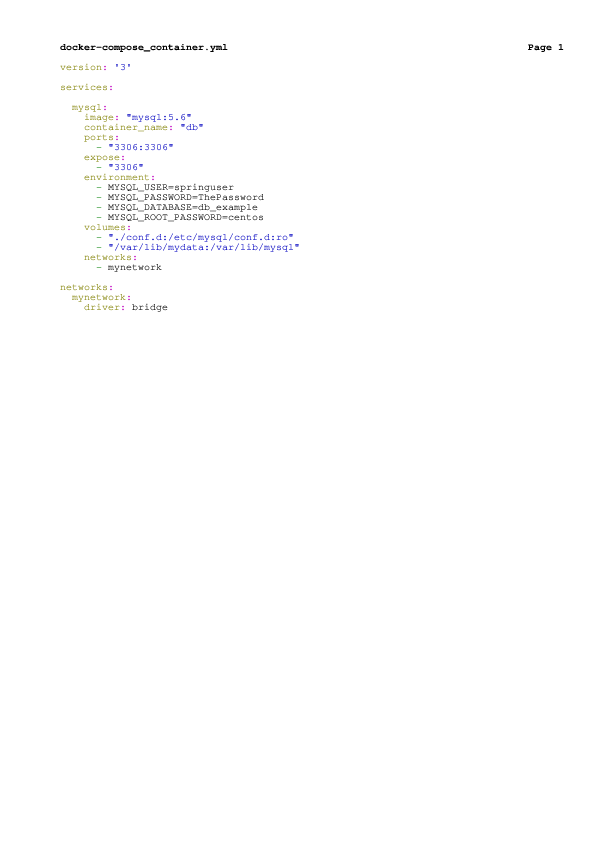 docker-compose_container.yml Page 1
version: '3'
services:
mysql:
image: "mysql:5.6"
container_name: "db"
ports:
- "3306:3306"
expose:
- "3306"
environment:
- MYSQL_USER=springuser
- MYSQL_PASSWORD=ThePassword
- MYSQL_DATABASE=db_example
- MYSQL_ROOT_PASSWORD=centos
volumes:
- "./conf.d:/etc/mysql/conf.d:ro"
- "/var/lib/mydata:/var/lib/mysql"
networks:
- mynetwork
networks:
mynetwork:
driver: bridge